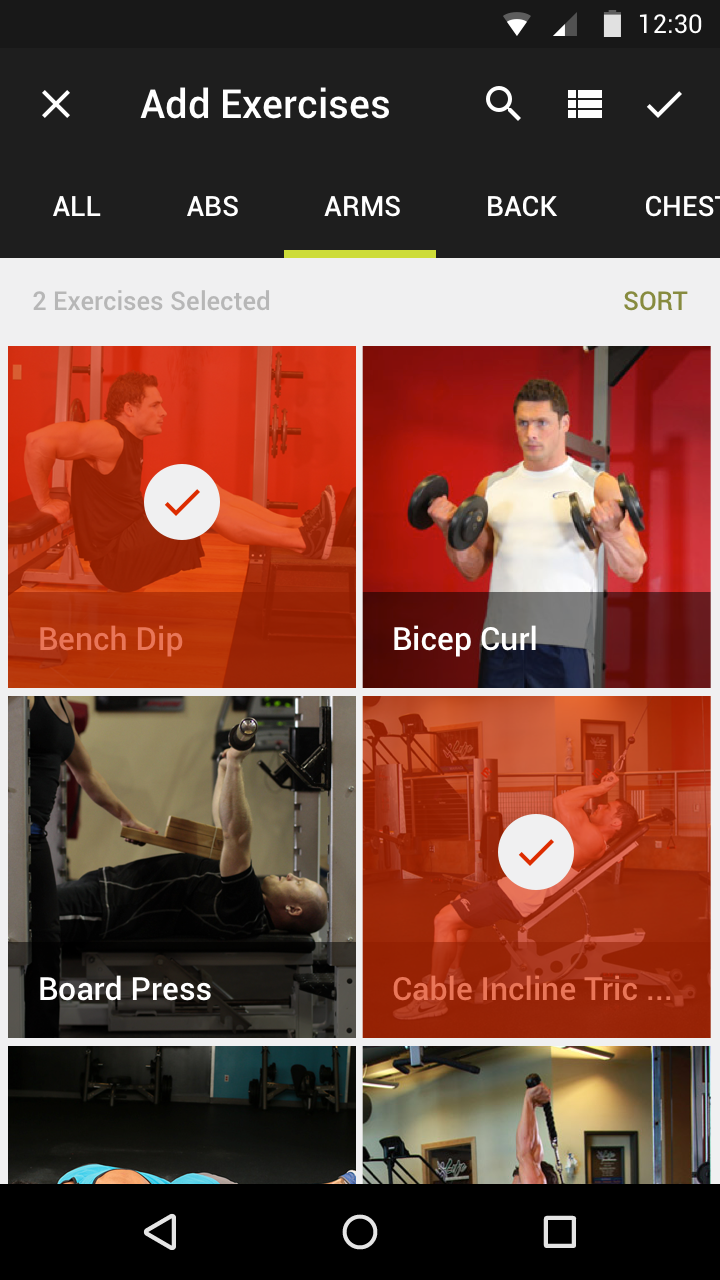 12:30
Add Exercises
ALL ABS ARMS BACK CHEST
2 Exercises Selected SORT
Bench Dip
Bicep Curl
Board Press
Cable Incline Tric ...